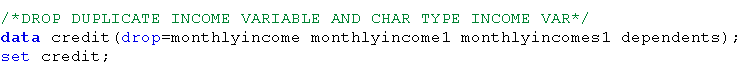 /*DROP DUPLICATE INCOME VARIABLE AND CHAR TYPE INCOME VAR*/
data credit(drop=monthlyincome monthlyincome1 monthlyincomes1 dependents);
set credit;